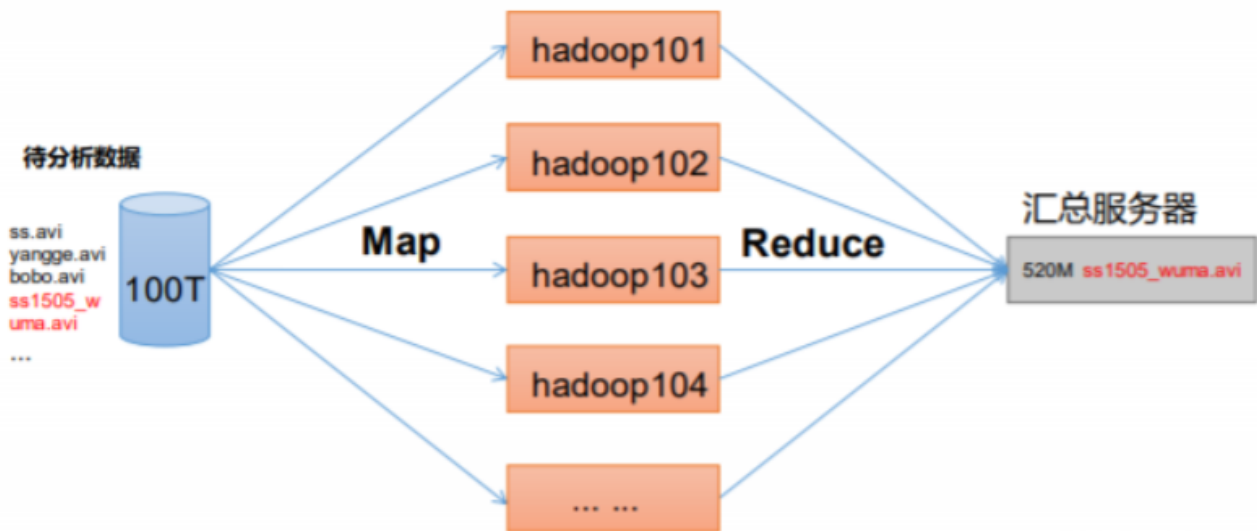 待分析数据
ss.avi
yangge.avi
bobo.avi
ss1505_w
uma.avi
...
100T
Map
hadoop101
hadoop102
hadoop103
hadoop104
... ...
Reduce
汇总服务器
520M ss1505_wuma.avi